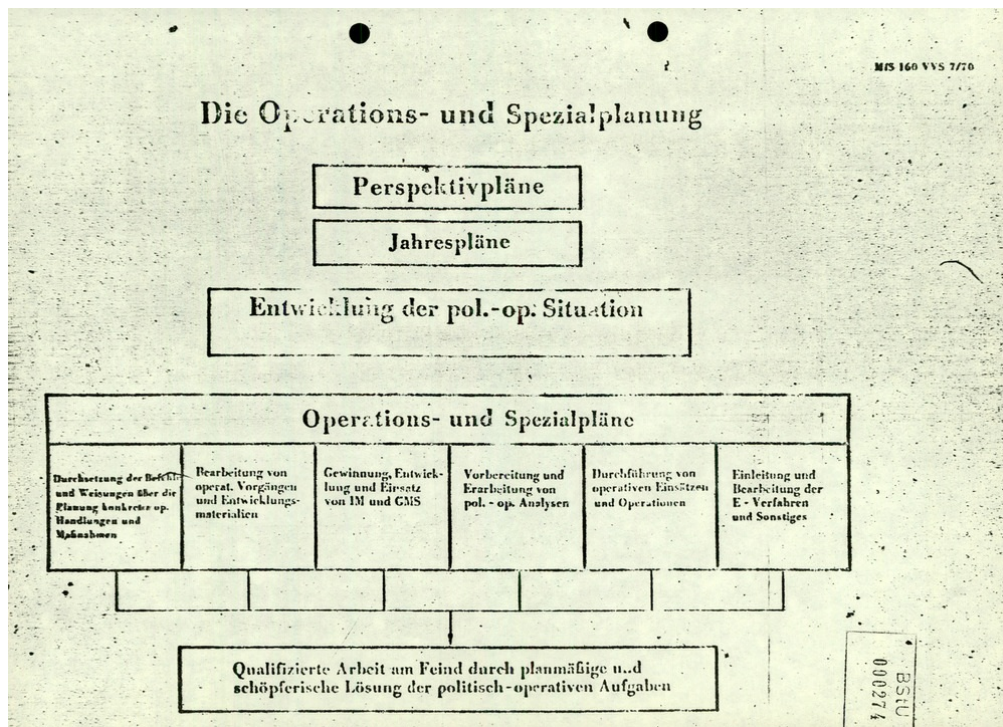 MfS 160 VVS 7/70
Die Operations- und Spezialplanung
Perspektivpläne
Jahrespläne
Entwicklung der pol.-op. Situation
Operations- und Spezialpläne
Durchsetzung der Befehle
und Weisungen über die
Planung konkreter op.
Handlungen und
Maßnahmen
Bearbeitung von
operat. Vorgängen
und Entwicklungs-
materialien
Gewinnung, Entwick-
lung und Einsatz
von IM und GMS
Vorbereitung und
Erarbeitung von
pol. - op. Analysen
Durchführung von
operativen Einsätzen
und Operationen
Einleitung und
Bearbeitung der
E - Verfahren
und Sonstiges
Qualifizierte Arbeit am Feind durch planmäßige und
schöpferische Lösung der politisch-operativen Aufgaben
BStU
000274